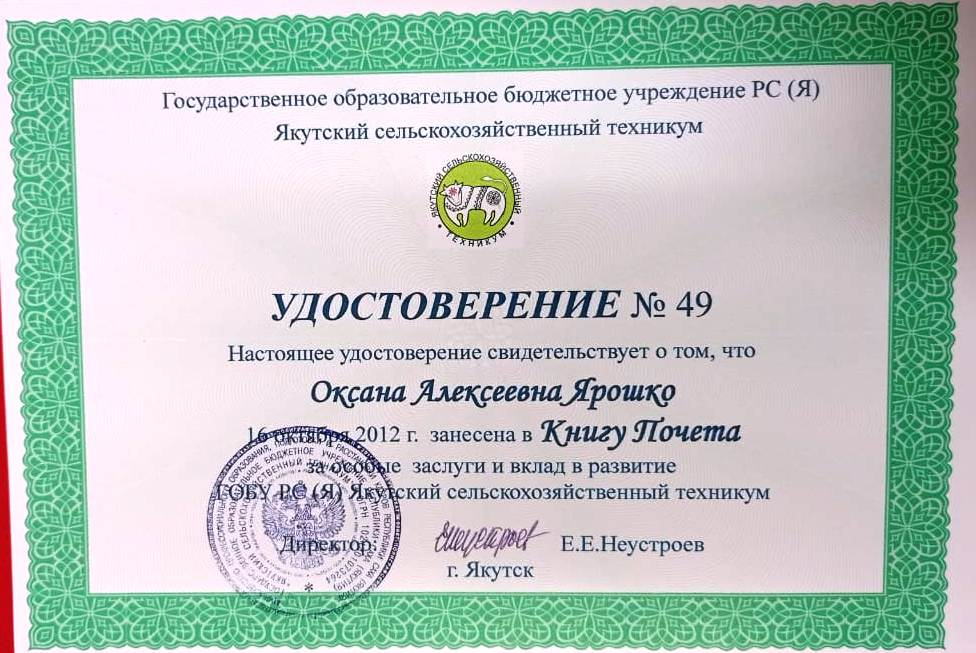 Государственное образовательное бюджетное учреждение РС (Я)
Якутский сельскохозяйственный техникум
ЯКУТСКИЙ СЕЛЬСКОХОЗЯЙСТВЕННЫЙ
ТЕХНИКУМ
УДОСТОВЕРЕНИЕ № 49
Настоящее удостоверение свидетельствует о том, что
Оксана Алексеевна Ярошко
16 октября 2012 г. занесена в Книгу Почета
за особые заслуги и вклад в развитие
ГОБУ РС (Я) Якутский сельскохозяйственный техникум
Директор: Е.Е.Неустроев
г. Якутск